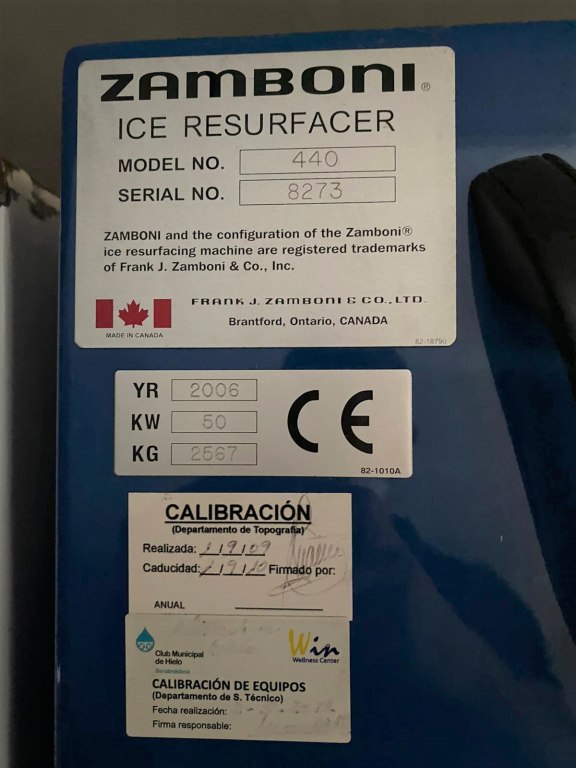 ZAMBONI®
ICE RESURFACER
MODEL NO. 440
SERIAL NO. 8273
ZAMBONI and the configuration of the Zamboni®
ice resurfacing machine are registered trademarks
of Frank J. Zamboni & Co., Inc.
FRANK J. ZAMBONI & CO., LTD.
MADE IN CANADA
Brantford, Ontario, CANADA
82-18790
YR 2006
KW 50
KG 2567
CE
82-1010A
CALIBRACIÓN
(Departamento de Topografía)
Realizada:
Caducidad: Firmado por:
ANUAL
Club Municipal
de Hielo
Benalmádena
Win
Wellness Center
CALIBRACIÓN DE EQUIPOS
(Departamento de S. Técnico)
Fecha realización:
Firma responsable: